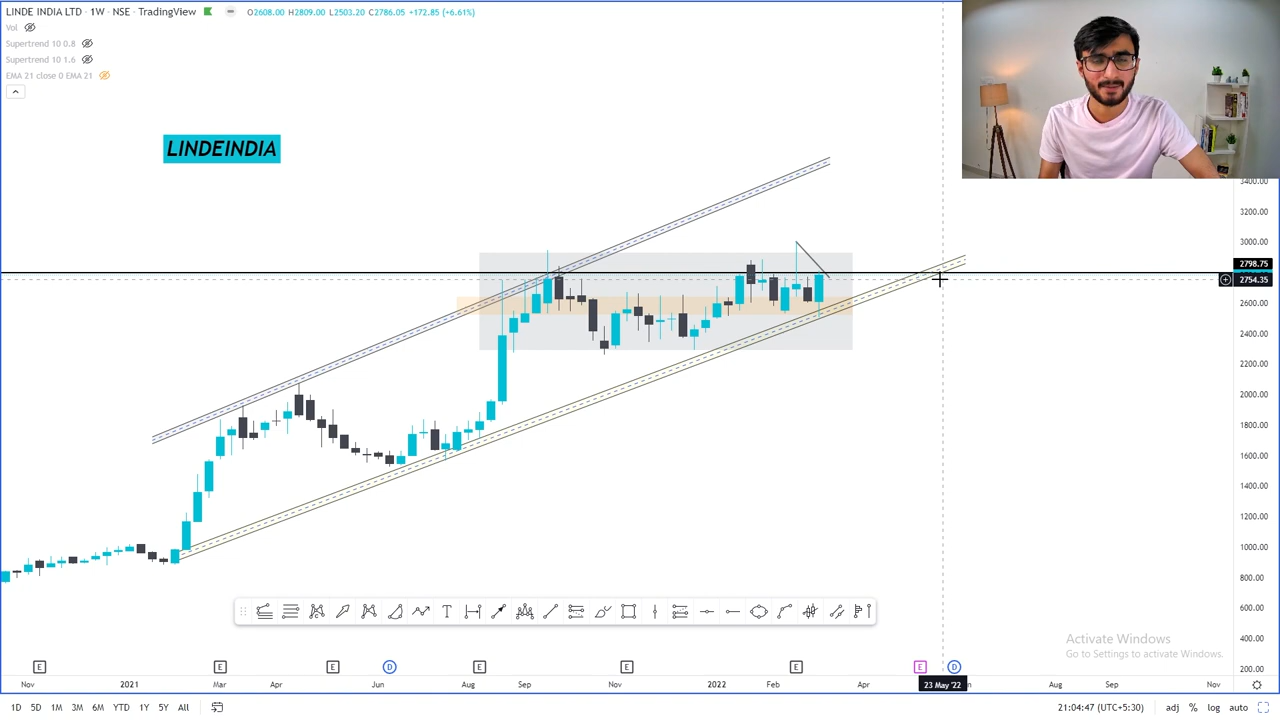 LINDE INDIA LTD · 1W · NSE · TradingView O2608.00 H2809.00 L2503.20 C2786.05 +172.85 (+6.61%)
Vol
Supertrend 10 0.8
Supertrend 10 1.6
EMA 21 close 0 EMA 21
LINDEINDIA
3400.00
3200.00
3000.00
2798.75
2754.35
2600.00
2400.00
2200.00
2000.00
1800.00
1600.00
1400.00
1200.00
1000.00
800.00
600.00
400.00
200.00
T
Activate Windows
Go to Settings to activate Windows.
E E E D E E E E D
Nov 2021 Mar Apr Jun Aug Sep Nov 2022 Feb Apr 23 May '22 Aug Sep Nov
1D 5D 1M 3M 6M YTD 1Y 5Y All 21:04:47 (UTC+5:30) adj % log auto